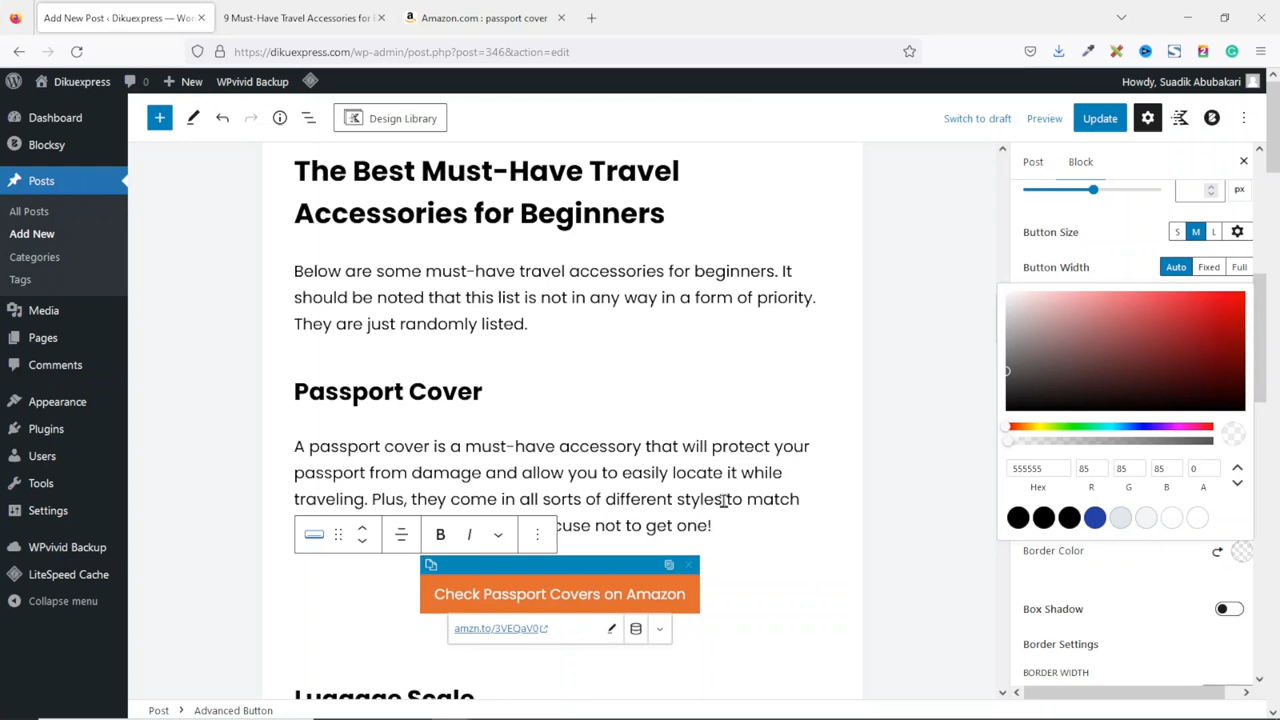 Add New Post ‹ Dikuexpress — Wor
9 Must-Have Travel Accessories for
Amazon.com : passport cover
https://dikuexpress.com/wp-admin/post.php?post=346&action=edit
Dikuexpress
0
New
WPvivid Backup
Howdy, Suadik Abubakari
Dashboard
Blocksy
Posts
All Posts
Add New
Categories
Tags
Media
Pages
Comments
Appearance
Plugins
Users
Tools
Settings
WPvivid Backup
LiteSpeed Cache
Collapse menu
Design Library
Switch to draft
Preview
Update
The Best Must-Have Travel
Accessories for Beginners
Below are some must-have travel accessories for beginners. It
should be noted that this list is not in any way in a form of priority.
They are just randomly listed.
Passport Cover
A passport cover is a must-have accessory that will protect your
passport from damage and allow you to easily locate it while
traveling. Plus, they come in all sorts of different styles to match
cuse not to get one!
B I
Check Passport Covers on Amazon
amzn.to/3VEQaV0
Luggage Scale
Post
Block
px
Button Size
S M L
Button Width
Auto Fixed Full
555555 85 85 85 0
Hex R G B A
Border Color
Box Shadow
Border Settings
BORDER WIDTH
Post
Advanced Button